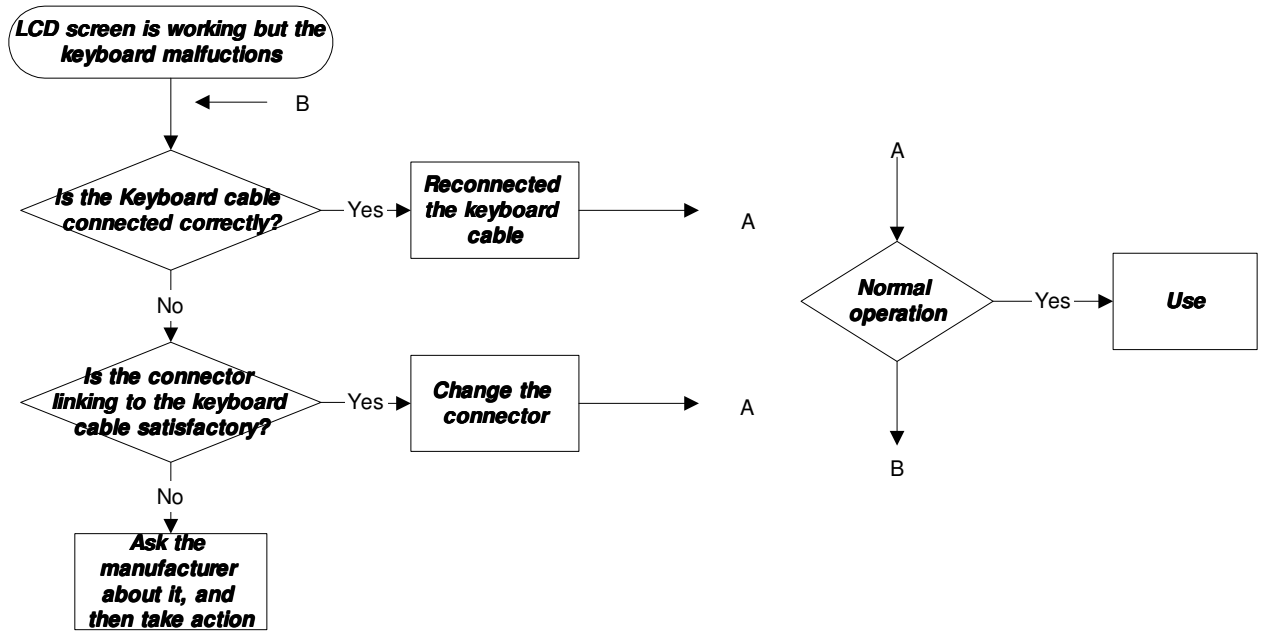 LCD screen is working but the
keyboard malfuctions
B
Is the Keyboard cable
connected correctly?
Yes
Reconnected
the keyboard
cable
A
No
Is the connector
linking to the keyboard
cable satisfactory?
Yes
Change the
connector
A
No
Ask the
manufacturer
about it, and
then take action
A
Normal
operation
Yes
Use
B